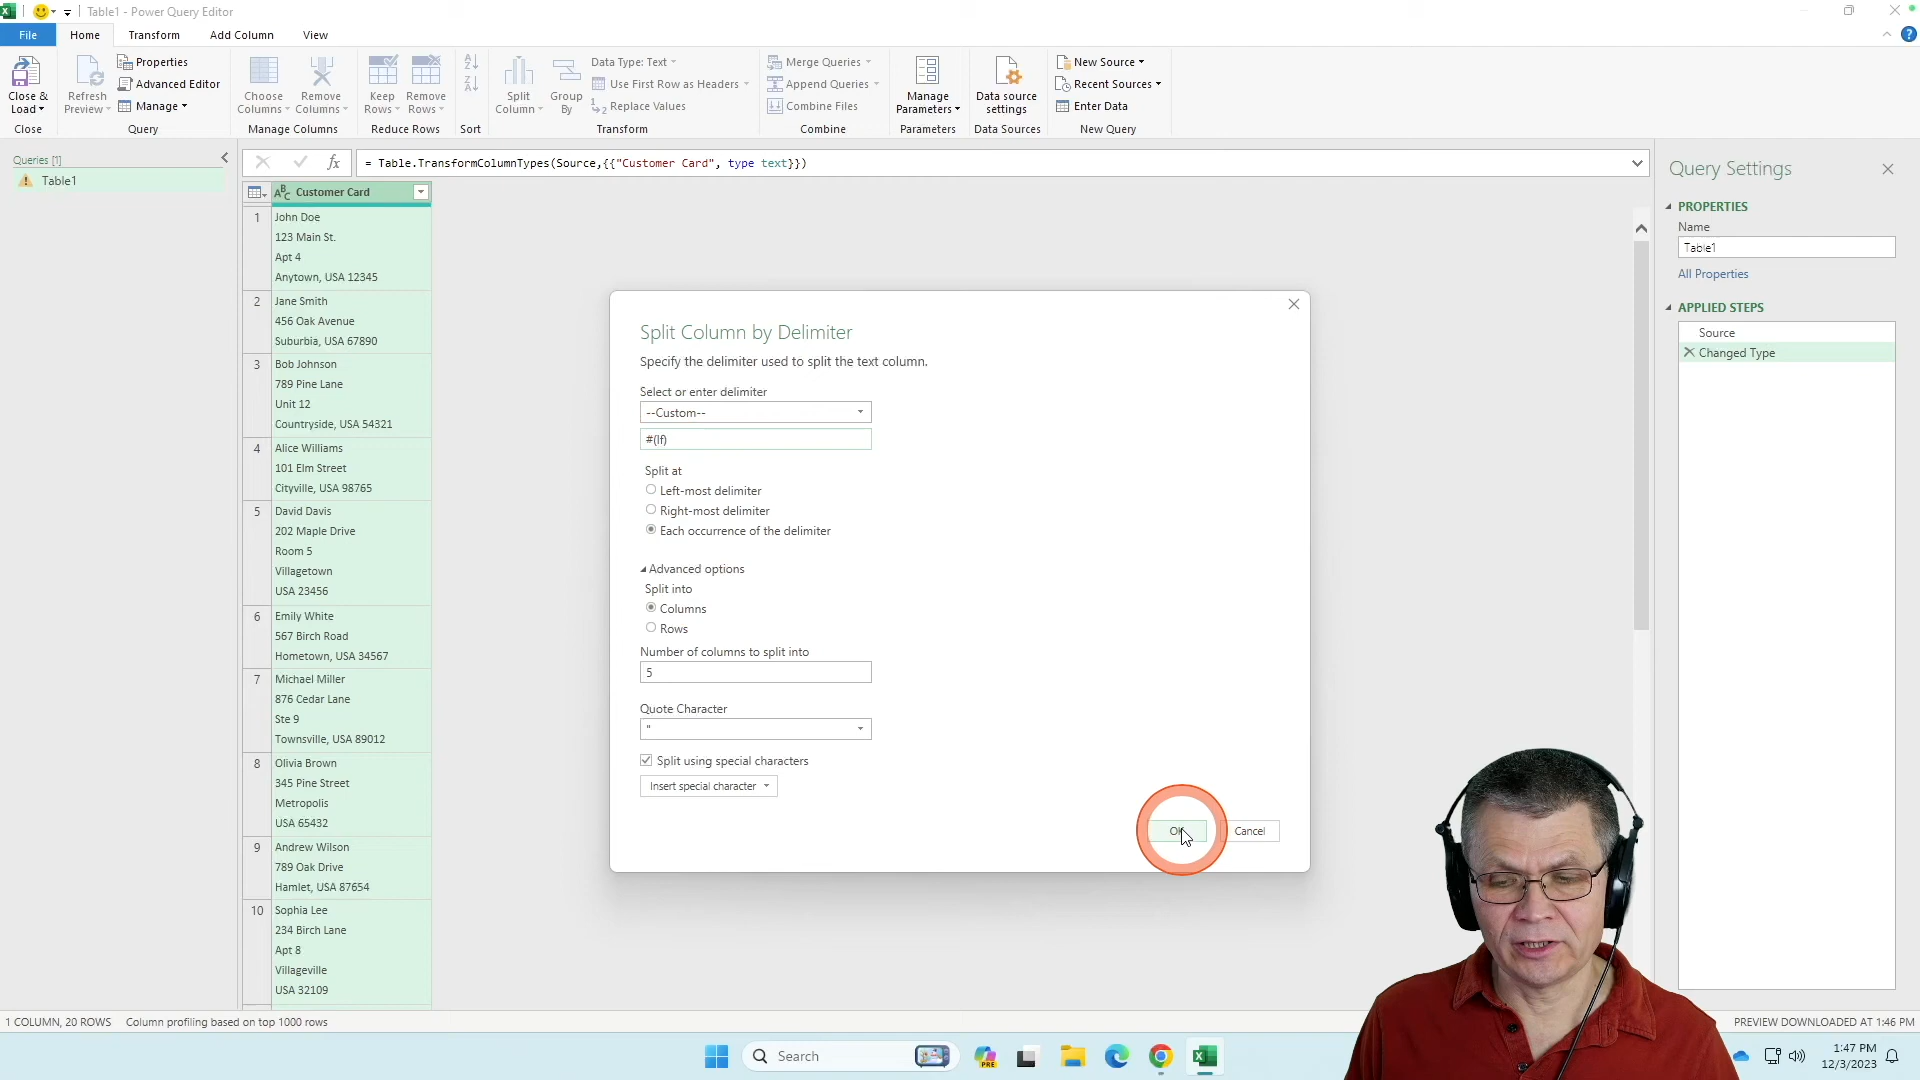 Table1 - Power Query Editor
File Home Transform Add Column View
Close & Load
Close
Refresh Preview
Properties
Advanced Editor
Manage
Query
Choose Columns
Remove Columns
Manage Columns
Keep Rows
Remove Rows
Reduce Rows
Sort
Split Column
Group By
Data Type: Text
Use First Row as Headers
Replace Values
Transform
Merge Queries
Append Queries
Combine Files
Combine
Manage Parameters
Parameters
Data source settings
Data Sources
New Source
Recent Sources
Enter Data
New Query
Queries [1]
Table1
fx
= Table.TransformColumnTypes(Source,{{"Customer Card", type text}})
ABC Customer Card
1 John Doe
123 Main St.
Apt 4
Anytown, USA 12345
2 Jane Smith
456 Oak Avenue
Suburbia, USA 67890
3 Bob Johnson
789 Pine Lane
Unit 12
Countryside, USA 54321
4 Alice Williams
101 Elm Street
Cityville, USA 98765
5 David Davis
202 Maple Drive
Room 5
Villagetown
USA 23456
6 Emily White
567 Birch Road
Hometown, USA 34567
7 Michael Miller
876 Cedar Lane
Ste 9
Townsville, USA 89012
8 Olivia Brown
345 Pine Street
Metropolis
USA 65432
9 Andrew Wilson
789 Oak Drive
Hamlet, USA 87654
10 Sophia Lee
234 Birch Lane
Apt 8
Villageville
USA 32109
Split Column by Delimiter
Specify the delimiter used to split the text column.
Select or enter delimiter
--Custom--
#(lf)
Split at
Left-most delimiter
Right-most delimiter
Each occurrence of the delimiter
Advanced options
Split into
Columns
Rows
Number of columns to split into
5
Quote Character
"
Split using special characters
Insert special character
OK Cancel
Query Settings
PROPERTIES
Name
Table1
All Properties
APPLIED STEPS
Source
Changed Type
1 COLUMN, 20 ROWS Column profiling based on top 1000 rows
PREVIEW DOWNLOADED AT 1:46 PM
Search
PRE
1:47 PM
12/3/2023